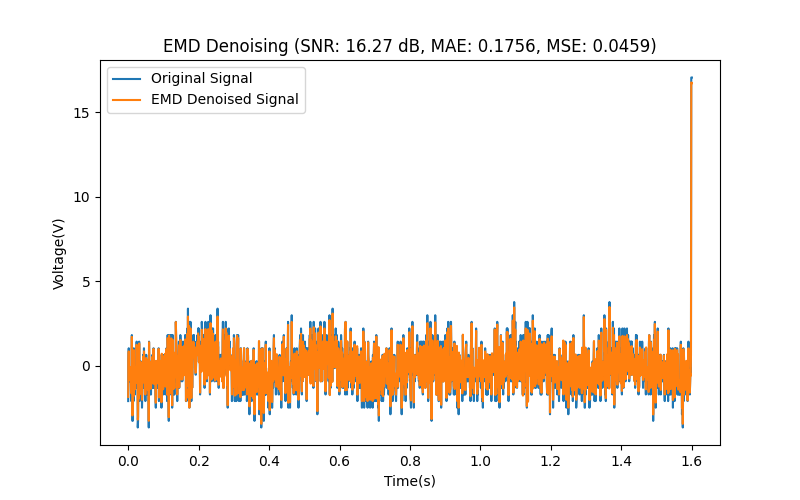 EMD Denoising (SNR: 16.27 dB, MAE: 0.1756, MSE: 0.0459)
Original Signal
EMD Denoised Signal
15
10
5
0
Voltage(V)
0.0 0.2 0.4 0.6 0.8 1.0 1.2 1.4 1.6
Time(s)